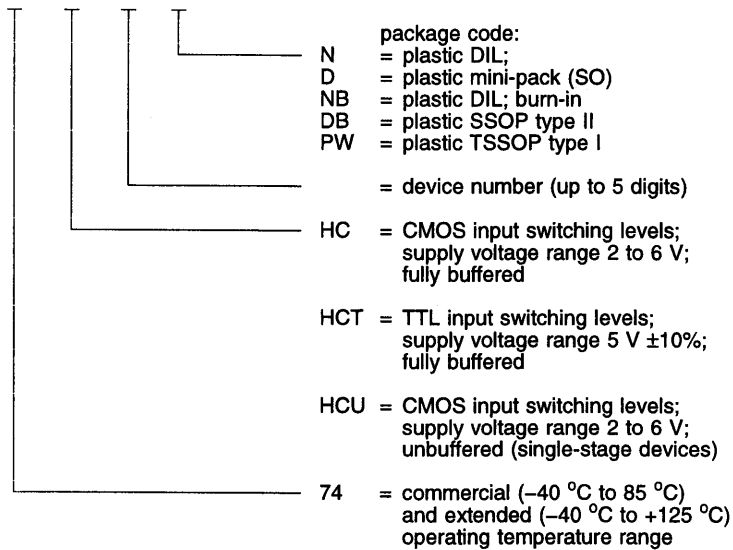 package code:
N = plastic DIL;
D = plastic mini-pack (SO)
NB = plastic DIL; burn-in
DB = plastic SSOP type II
PW = plastic TSSOP type I
= device number (up to 5 digits)
HC = CMOS input switching levels;
supply voltage range 2 to 6 V;
fully buffered
HCT = TTL input switching levels;
supply voltage range 5 V ±10%;
fully buffered
HCU = CMOS input switching levels;
supply voltage range 2 to 6 V;
unbuffered (single-stage devices)
74 = commercial (–40 °C to 85 °C)
and extended (–40 °C to +125 °C)
operating temperature range